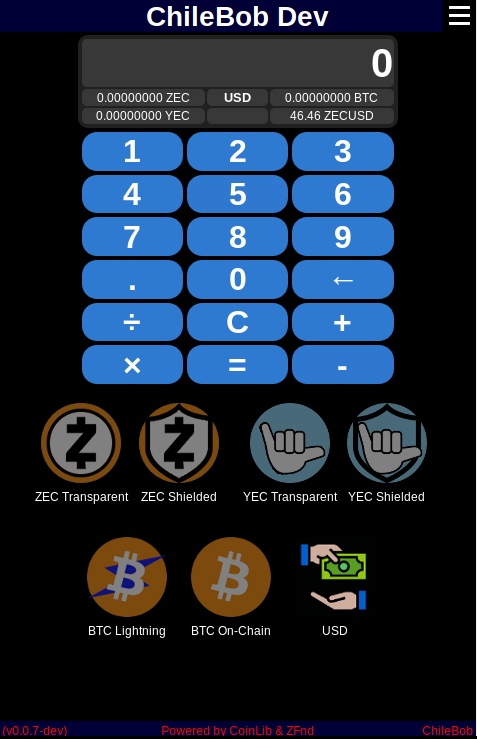 ChileBob Dev
0
0.00000000 ZEC USD 0.00000000 BTC
0.00000000 YEC 46.46 ZECUSD
1 2 3
4 5 6
7 8 9
. 0 ←
÷ C +
× = -
ZEC Transparent ZEC Shielded YEC Transparent YEC Shielded
BTC Lightning BTC On-Chain USD
(v0.0.7-dev) Powered by CoinLib & ZFnd ChileBob